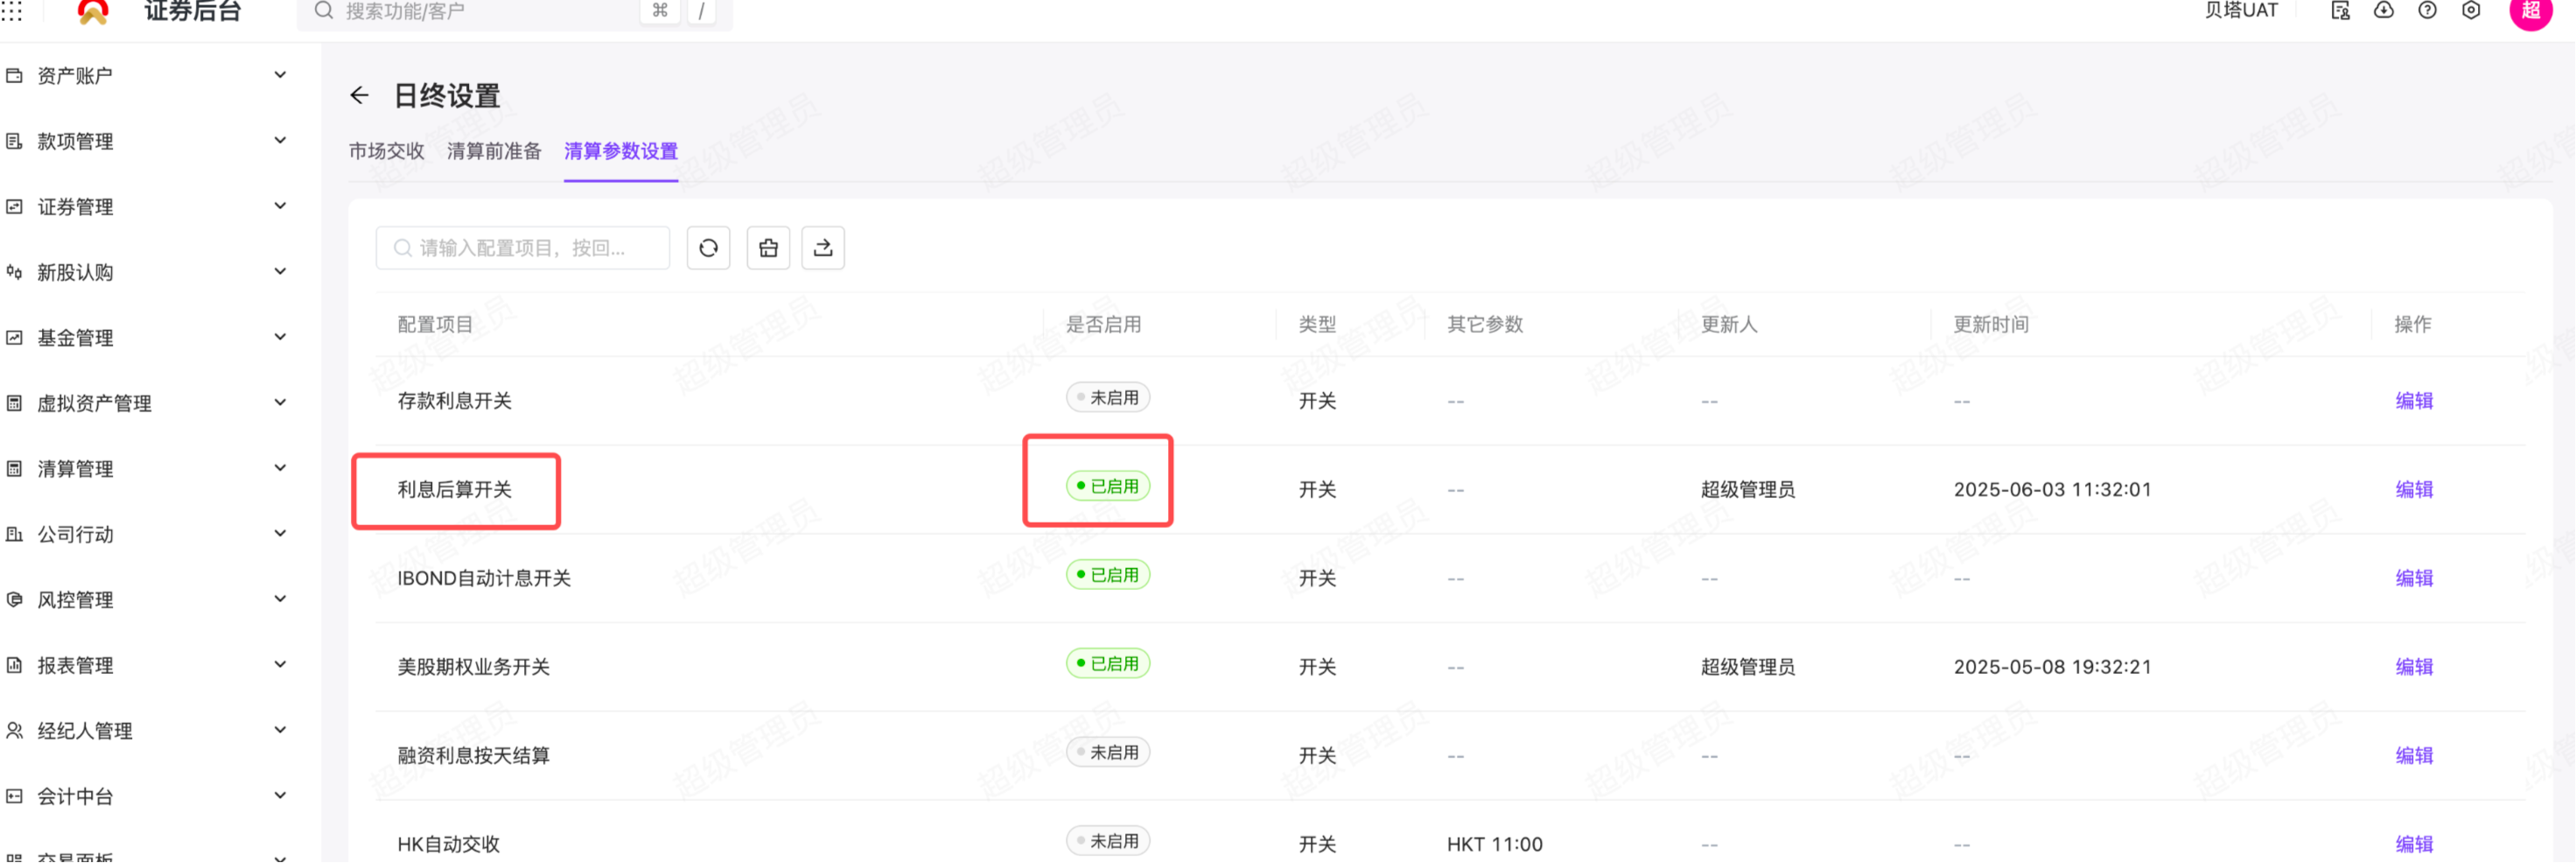 证券后台
搜索功能/客户
⌘ /
贝塔UAT
超
资产账户
款项管理
证券管理
新股认购
基金管理
虚拟资产管理
清算管理
公司行动
风控管理
报表管理
经纪人管理
会计中台
交易面板
日终设置
市场交收 清算前准备 清算参数设置
请输入配置项目，按回...
配置项目 是否启用 类型 其它参数 更新人 更新时间 操作
存款利息开关 未启用 开关 -- -- -- 编辑
利息后算开关 已启用 开关 -- 超级管理员 2025-06-03 11:32:01 编辑
IBOND自动计息开关 已启用 开关 -- -- -- 编辑
美股期权业务开关 已启用 开关 -- 超级管理员 2025-05-08 19:32:21 编辑
融资利息按天结算 未启用 开关 -- -- -- 编辑
HK自动交收 未启用 开关 HKT 11:00 -- -- 编辑
超级管理员